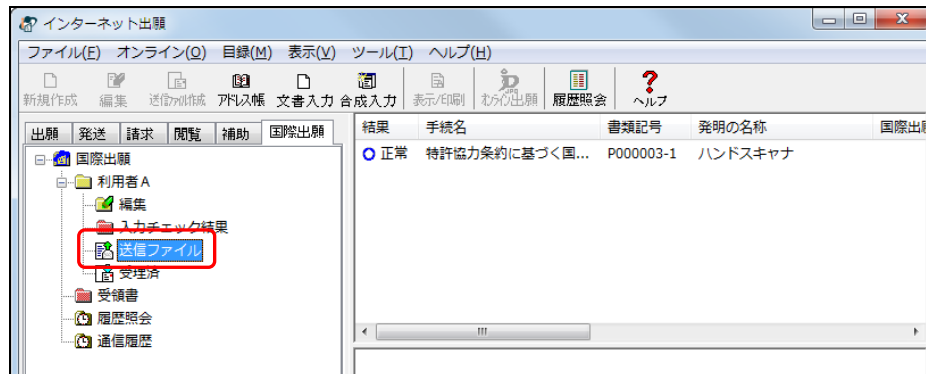 インターネット出願
ファイル(F) オンライン(O) 目録(M) 表示(V) ツール(T) ヘルプ(H)
新規作成 編集 送信ファイル作成 アドレス帳 文書入力 合成入力 表示/印刷 オンライン出願 履歴照会 ヘルプ
出願 発送 請求 閲覧 補助 国際出願
結果 手続名 書類記号 発明の名称 国際出願
正常 特許協力条約に基づく国... P000003-1 ハンドスキャナ
国際出願
利用者A
編集
入力チェック結果
送信ファイル
受理済
受領書
履歴照会
通信履歴